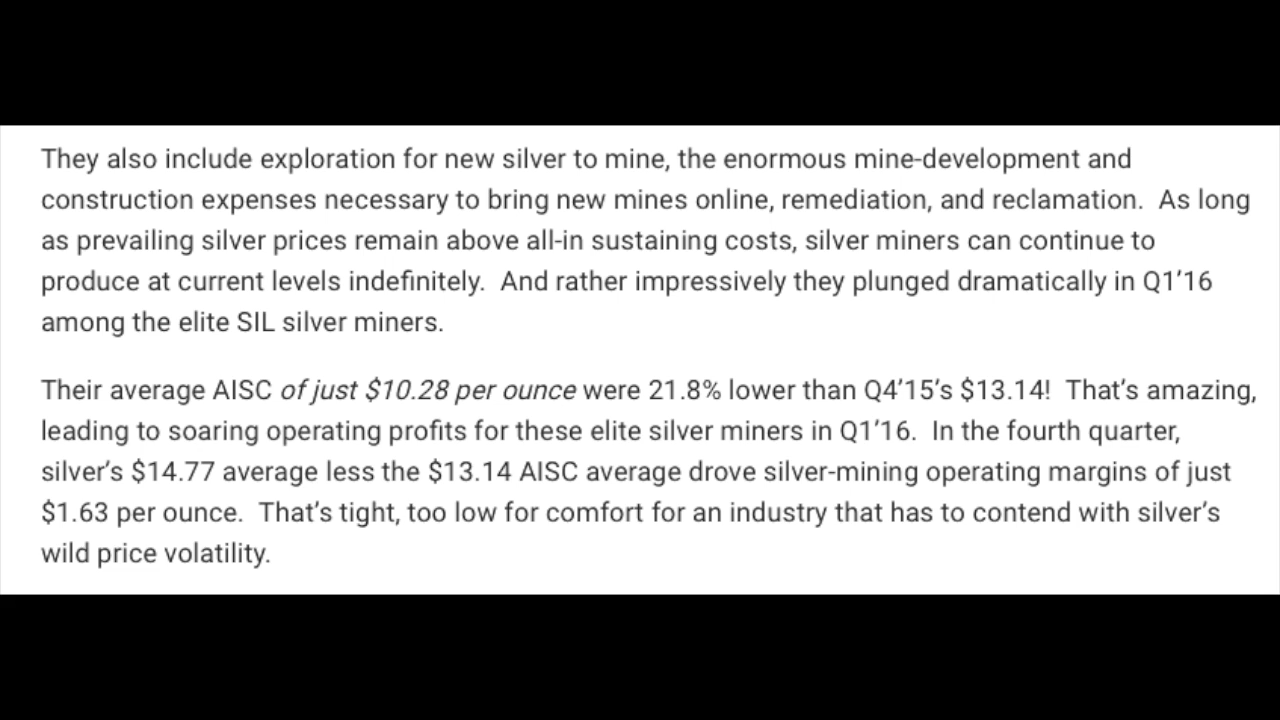 They also include exploration for new silver to mine, the enormous mine-development and
construction expenses necessary to bring new mines online, remediation, and reclamation.  As long
as prevailing silver prices remain above all-in sustaining costs, silver miners can continue to
produce at current levels indefinitely.  And rather impressively they plunged dramatically in Q1’16
among the elite SIL silver miners.
Their average AISC of just $10.28 per ounce were 21.8% lower than Q4’15’s $13.14!  That’s amazing,
leading to soaring operating profits for these elite silver miners in Q1’16.  In the fourth quarter,
silver’s $14.77 average less the $13.14 AISC average drove silver-mining operating margins of just
$1.63 per ounce.  That’s tight, too low for comfort for an industry that has to contend with silver’s
wild price volatility.